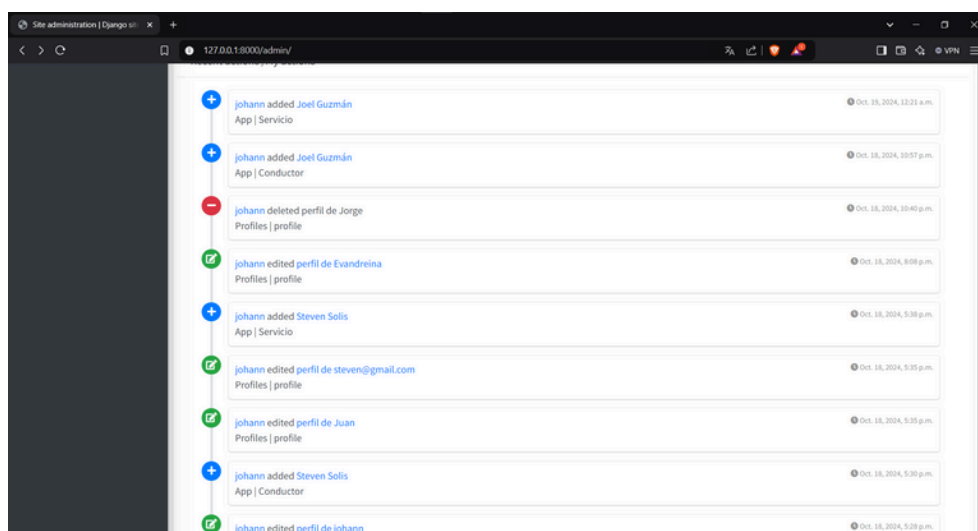 Site administration | Django sit
127.0.0.1:8000/admin/
VPN
johann added Joel Guzmán
Oct. 19, 2024, 12:21 a.m.
App | Servicio
johann added Joel Guzmán
Oct. 18, 2024, 10:57 p.m.
App | Conductor
johann deleted perfil de Jorge
Oct. 18, 2024, 10:40 p.m.
Profiles | profile
johann edited perfil de Evandreina
Oct. 18, 2024, 8:08 p.m.
Profiles | profile
johann added Steven Solis
Oct. 18, 2024, 5:38 p.m.
App | Servicio
johann edited perfil de steven@gmail.com
Oct. 18, 2024, 5:35 p.m.
Profiles | profile
johann edited perfil de Juan
Oct. 18, 2024, 5:35 p.m.
Profiles | profile
johann added Steven Solis
Oct. 18, 2024, 5:30 p.m.
App | Conductor
johann edited perfil de johann
Oct. 18, 2024, 5:28 p.m.